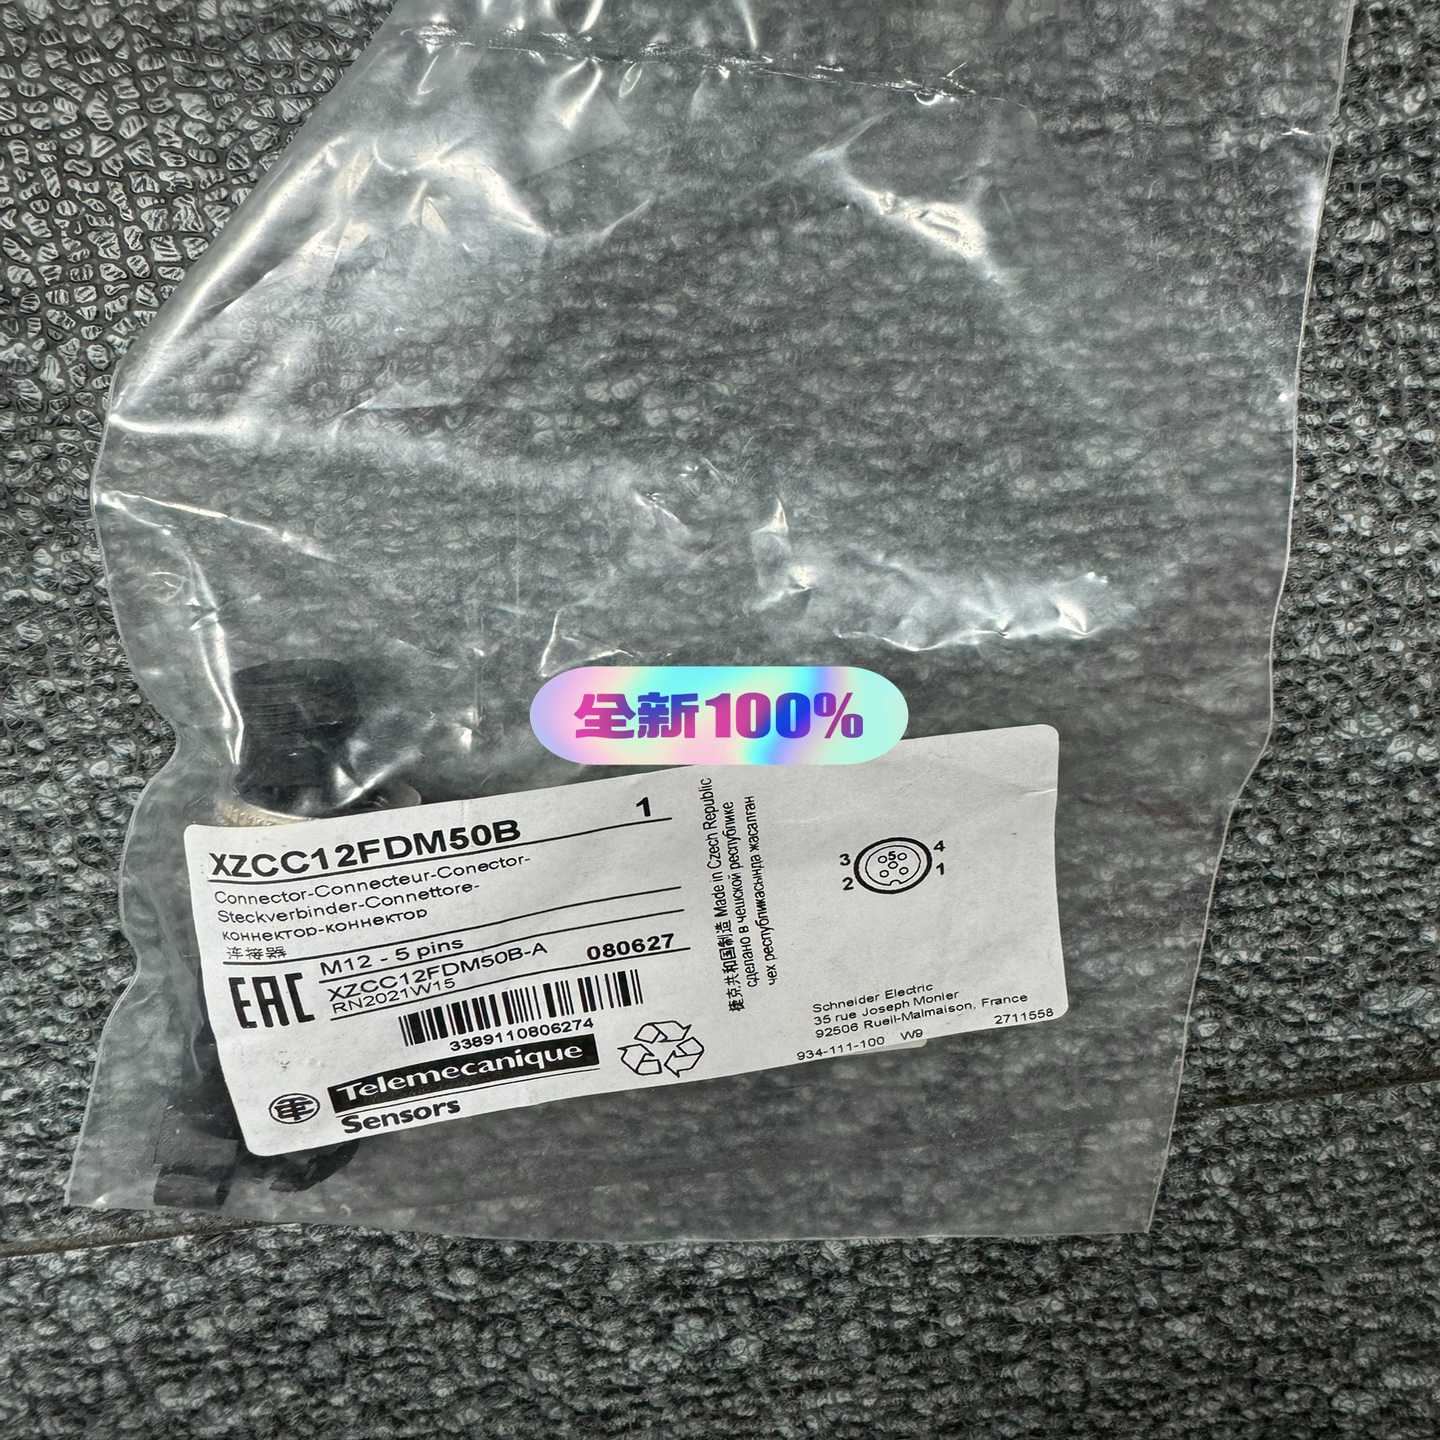 全新100%
XZCC12FDM50B
1
Connector-Connecteur-Conector-
Steckverbinder-Connettore-
коннектор-коннектор
连接器
M12 - 5 pins
EAC
XZCC12FDM50B-A
080627
RN2021W15
3389110806274
Telemecanique
Sensors
捷克共和国制造 Made in Czech Republic
сделано в чешской республике
чех республикасында жасалған
3
4
5
2
1
Schneider Electric
35 rue Joseph Monier
92506 Rueil-Malmaison, France
934-111-100 W9
2711558